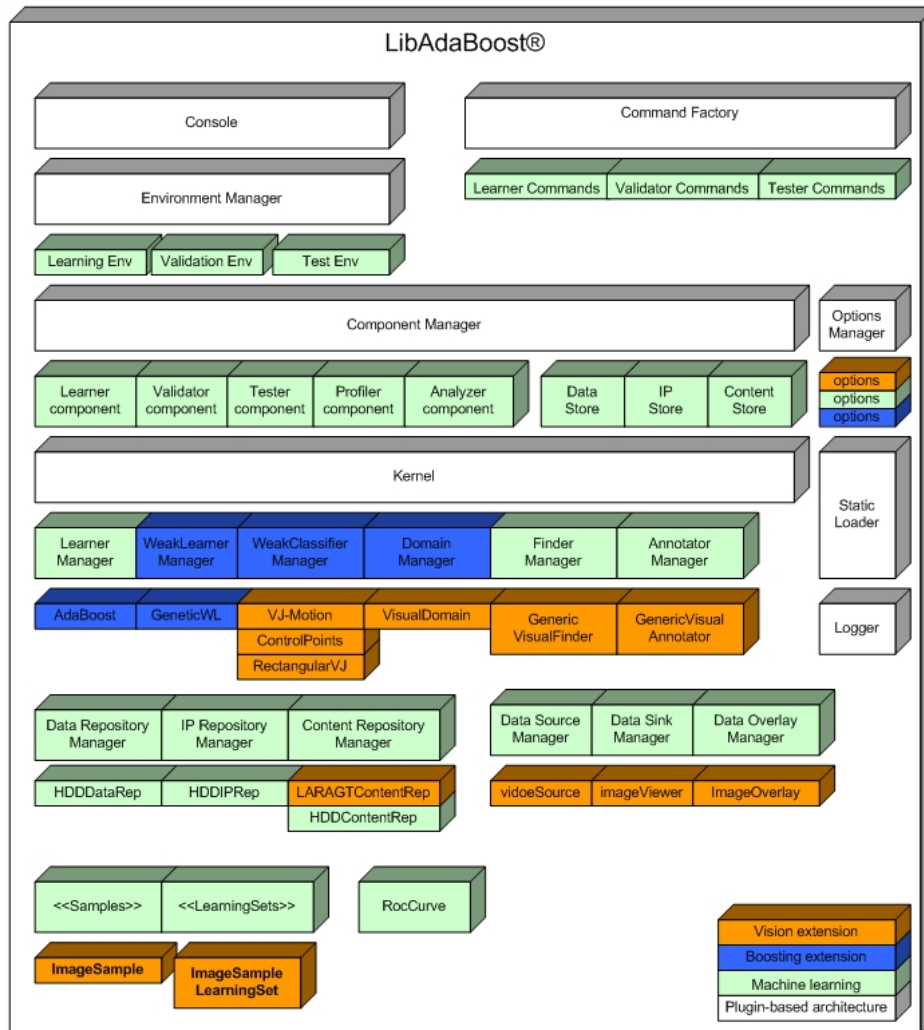 LibAdaBoost®
Console
Command Factory
Learner Commands
Validator Commands
Tester Commands
Environment Manager
Learning Env
Validation Env
Test Env
Component Manager
Options
Manager
Learner
component
Validator
component
Tester
component
Profiler
component
Analyzer
component
Data
Store
IP
Store
Content
Store
options
options
options
Kernel
Static
Loader
Learner
Manager
WeakLearner
Manager
WeakClassifier
Manager
Domain
Manager
Finder
Manager
Annotator
Manager
AdaBoost
GeneticWL
VJ-Motion
ControlPoints
RectangularVJ
VisualDomain
Generic
VisualFinder
GenericVisual
Annotator
Logger
Data Repository
Manager
IP Repository
Manager
Content Repository
Manager
Data Source
Manager
Data Sink
Manager
Data Overlay
Manager
HDDDataRep
HDDIPRep
LARAGTContentRep
HDDContentRep
vidoeSource
imageViewer
ImageOverlay
<<Samples>>
<<LearningSets>>
RocCurve
ImageSample
ImageSample
LearningSet
Vision extension
Boosting extension
Machine learning
Plugin-based architecture